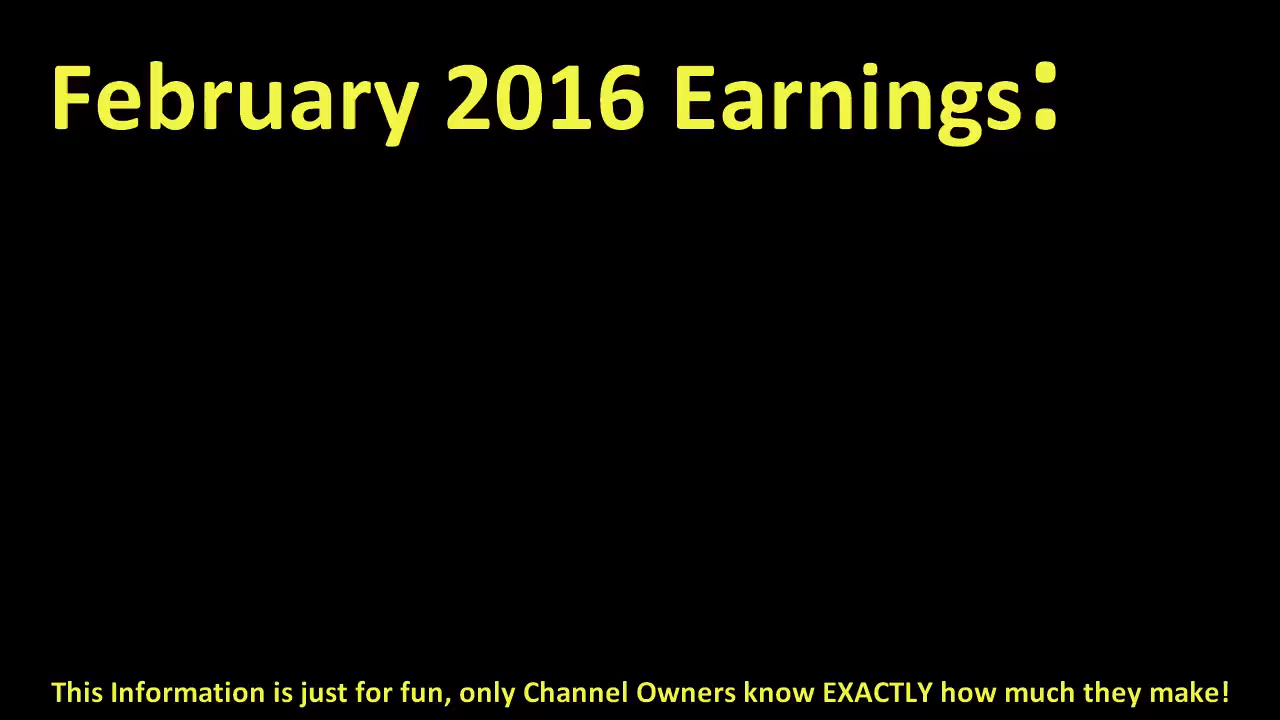 February 2016 Earnings:
This Information is just for fun, only Channel Owners know EXACTLY how much they make!